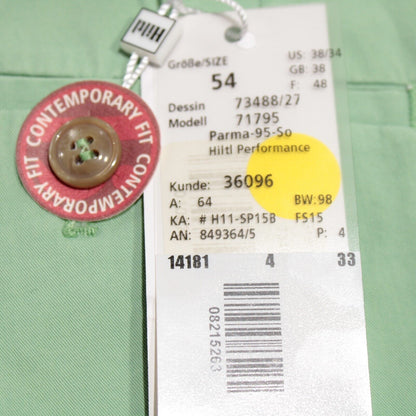 Hiltl
CONTEMPORARY FIT
CONTEMPORARY FIT
Größe/SIZE US: 38/34
54 GB: 38
F: 48
Dessin 73488/27
Modell 71795
Parma-95-So
Hiltl Performance
Kunde: 36096
A: 64 BW: 98
KA: # H11-SP15B FS15
AN: 849364/5 P: 4
14181 4 33
08215263